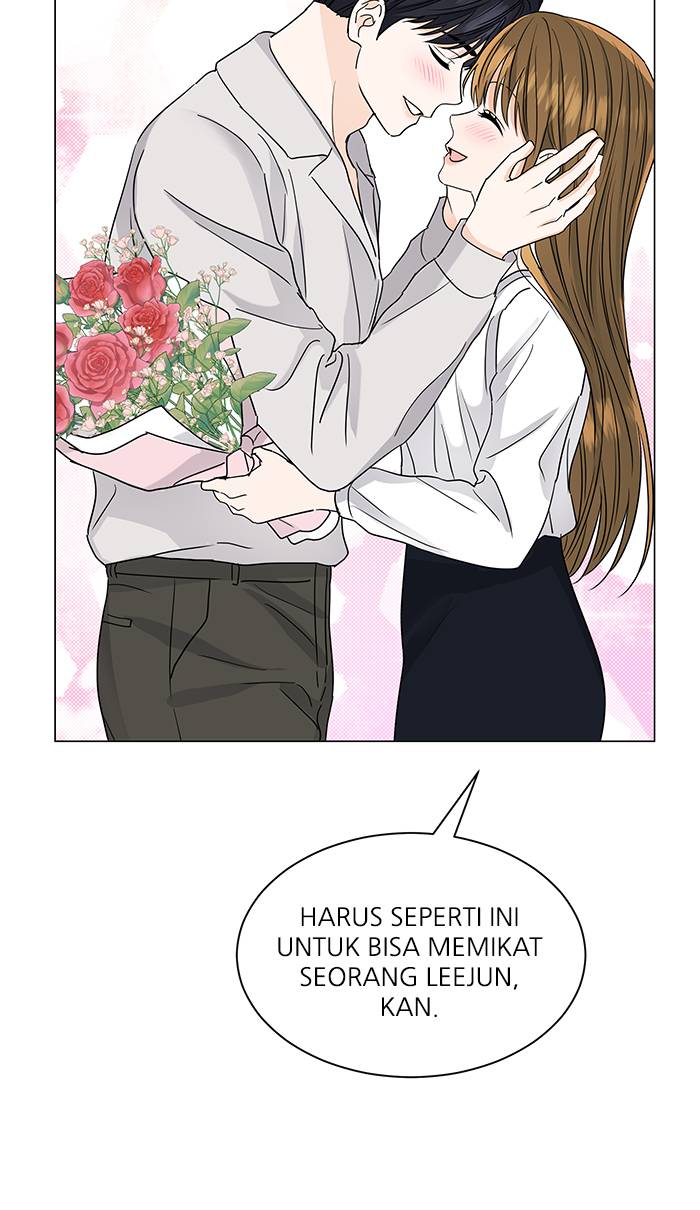 HARUS SEPERTI INI
UNTUK BISA MEMIKAT
SEORANG LEEJUN,
KAN.